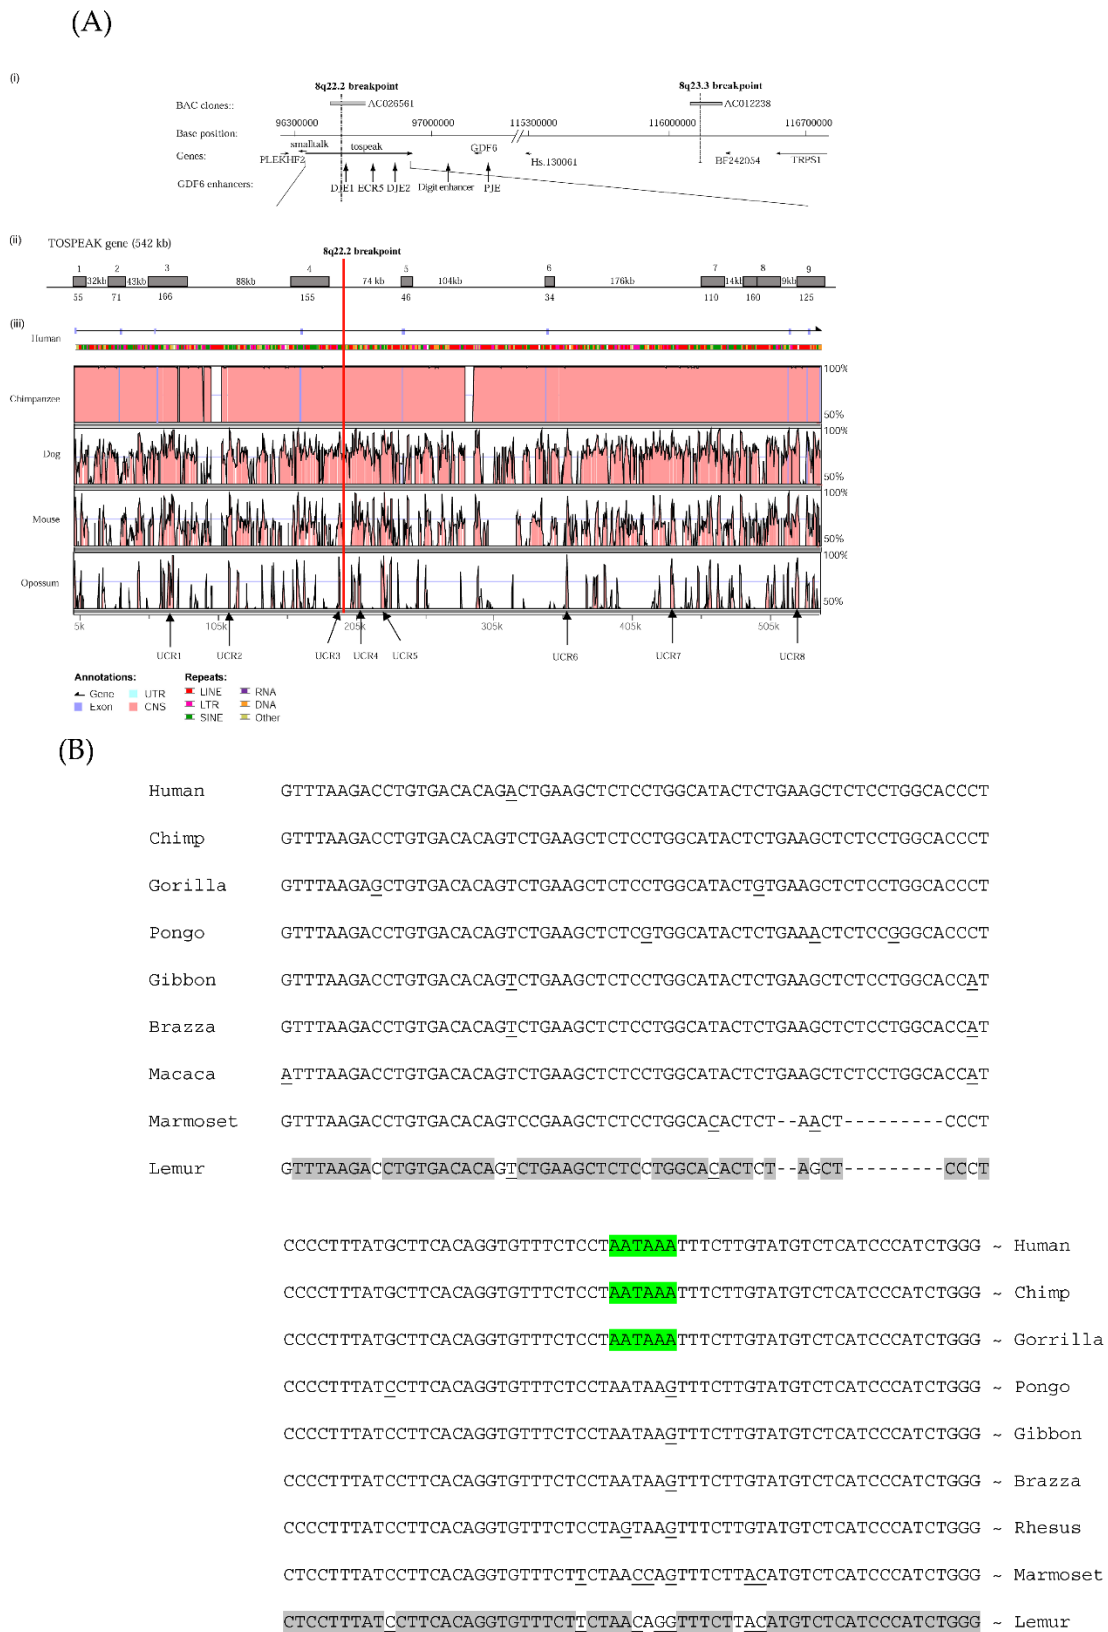 (A)
(i)
8q22.2 breakpoint 8q23.3 breakpoint
BAC clones:: AC026561 AC012238
Base position: 96300000 97000000 115300000 116000000 116700000
smalltalk tospeak GDF6
Genes: PLEKHF2 Hs.130061 BF242054 TRPS1
GDF6 enhancers: DJE1 ECR5 DJE2 Digit enhancer PJE
(ii) TOSPEAK gene (542 kb)
8q22.2 breakpoint
1 2 3 4 5 6 7 8 9
32kb 43kb 88kb 74 kb 104kb 176kb 14kb 9kb
55 71 166 155 46 34 110 160 125
(iii)
Human
100%
Chimpanzee
50%
100%
Dog
50%
100%
Mouse
50%
100%
Opossum
50%
5k 105k 205k 305k 405k 505k
UCR1 UCR2 UCR3 UCR4 UCR5 UCR6 UCR7 UCR8
Annotations: Repeats:
Gene UTR LINE RNA
Exon CNS LTR DNA
SINE Other
(B)
Human GTTTAAGACCTGTGACACAGACTGAAGCTCTCCTGGCATACTCTGAAGCTCTCCTGGCACCCT
Chimp GTTTAAGACCTGTGACACAGTCTGAAGCTCTCCTGGCATACTCTGAAGCTCTCCTGGCACCCT
Gorilla GTTTAAGAGCTGTGACACAGTCTGAAGCTCTCCTGGCATACTGTGAAGCTCTCCTGGCACCCT
Pongo GTTTAAGACCTGTGACACAGTCTGAAGCTCTCGTGGCATACTCTGAAACTCTCCGGGCACCCT
Gibbon GTTTAAGACCTGTGACACAGTCTGAAGCTCTCCTGGCATACTCTGAAGCTCTCCTGGCACCAT
Brazza GTTTAAGACCTGTGACACAGTCTGAAGCTCTCCTGGCATACTCTGAAGCTCTCCTGGCACCAT
Macaca ATTTAAGACCTGTGACACAGTCTGAAGCTCTCCTGGCATACTCTGAAGCTCTCCTGGCACCAT
Marmoset GTTTAAGACCTGTGACACAGTCCGAAGCTCTCCTGGCACACTCT--AACT---------CCCT
Lemur GTTTAAGACCTGTGACACAGTCTGAAGCTCTCCTGGCACACTCT--AGCT---------CCCT
CCCCTTTATGCTTCACAGGTGTTTCTCCTAATAAATTTCTTGTATGTCTCATCCCATCTGGG ~ Human
CCCCTTTATGCTTCACAGGTGTTTCTCCTAATAAATTTCTTGTATGTCTCATCCCATCTGGG ~ Chimp
CCCCTTTATGCTTCACAGGTGTTTCTCCTAATAAATTTCTTGTATGTCTCATCCCATCTGGG ~ Gorrilla
CCCCTTTATCCTTCACAGGTGTTTCTCCTAATAAGTTTCTTGTATGTCTCATCCCATCTGGG ~ Pongo
CCCCTTTATCCTTCACAGGTGTTTCTCCTAATAAGTTTCTTGTATGTCTCATCCCATCTGGG ~ Gibbon
CCCCTTTATCCTTCACAGGTGTTTCTCCTAATAAGTTTCTTGTATGTCTCATCCCATCTGGG ~ Brazza
CCCCTTTATCCTTCACAGGTGTTTCTCCTAGTAAGTTTCTTGTATGTCTCATCCCATCTGGG ~ Rhesus
CTCCTTTATCCTTCACAGGTGTTTCTTCTAACCAGTTTCTTACATGTCTCATCCCATCTGGG ~ Marmoset
CTCCTTTATCCTTCACAGGTGTTTCTTCTAACAGGTTTCTTACATGTCTCATCCCATCTGGG ~ Lemur